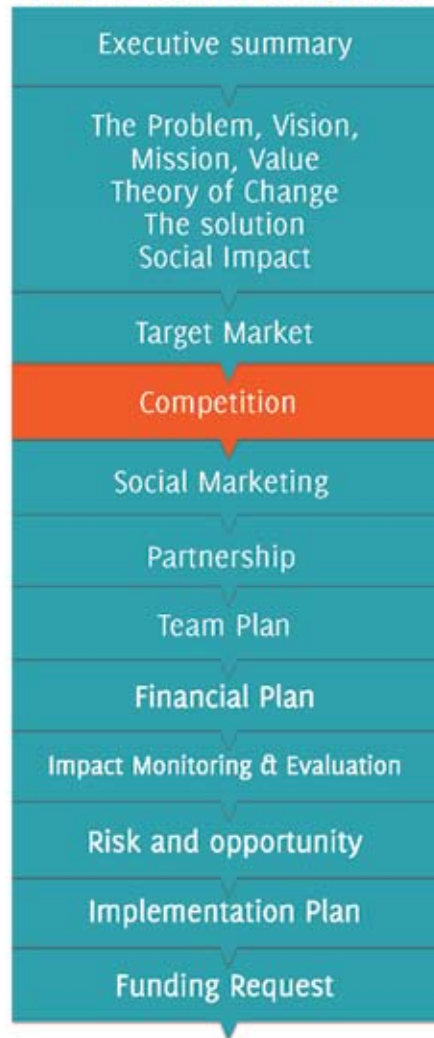 Executive summary
The Problem, Vision,
Mission, Value
Theory of Change
The solution
Social Impact
Target Market
Competition
Social Marketing
Partnership
Team Plan
Financial Plan
Impact Monitoring & Evaluation
Risk and opportunity
Implementation Plan
Funding Request